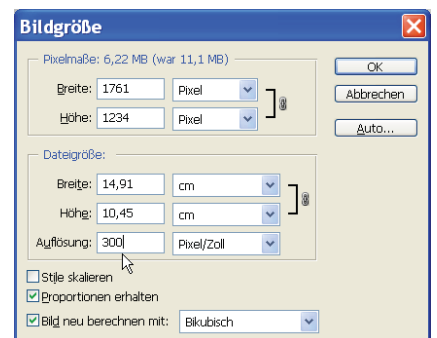 Bildgröße
Pixelmaße: 6,22 MB (war 11,1 MB)
OK
Breite: 1761 Pixel
Abbrechen
Höhe: 1234 Pixel
Auto...
Dateigröße:
Breite: 14,91 cm
Höhe: 10,45 cm
Auflösung: 300 Pixel/Zoll
Stile skalieren
Proportionen erhalten
Bild neu berechnen mit: Bikubisch